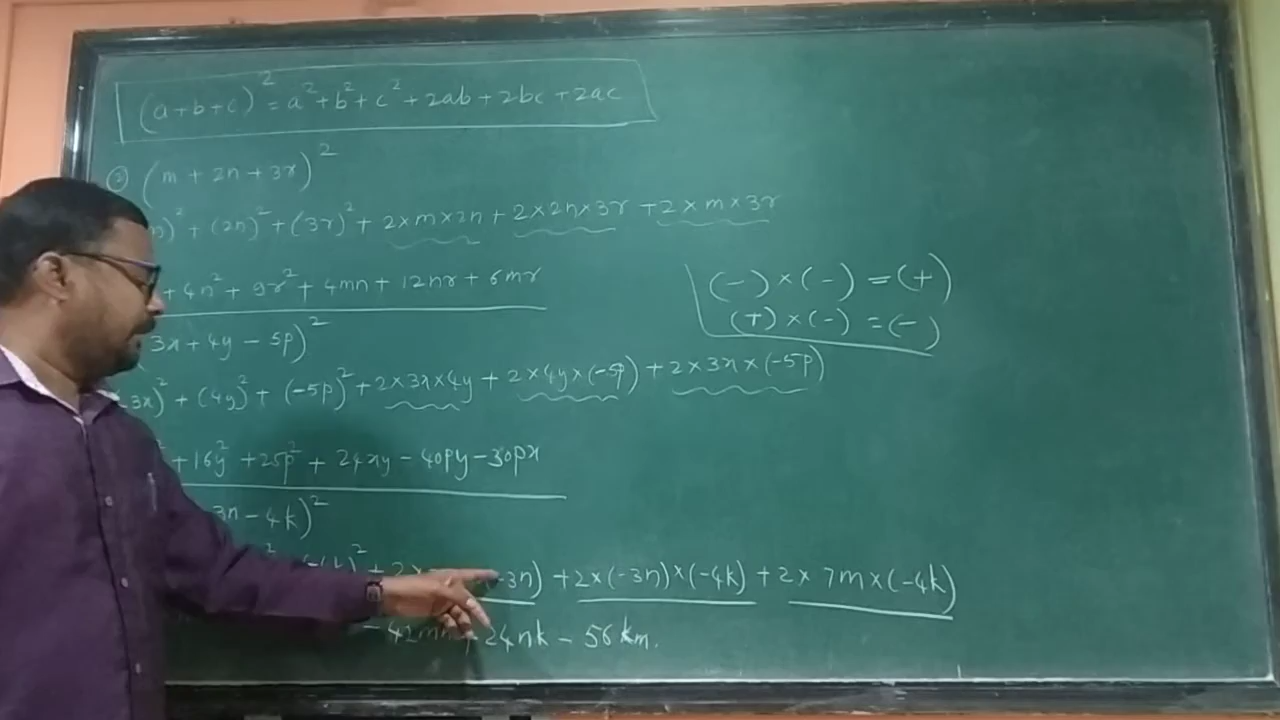 (a+b+c)² = a²+b²+c²+2ab+2bc+2ac
② (m + 2n + 3r)²
)² + (2n)² + (3r)² + 2×m×2n + 2×2n×3r + 2×m×3r
+ 4n² + 9r² + 4mn + 12nr + 6mr
(-)×(-) = (+)
(+)×(-) = (-)
3x + 4y - 5p)²
3x)² + (4y)² + (-5p)² + 2×3x×4y + 2×4y×(-5p) + 2×3x×(-5p)
+ 16y² + 25p² + 24xy - 40py - 30px
3n - 4k)²
k)² + 2× -3n) + 2×(-3n)×(-4k) + 2× 7m×(-4k)
- 42mn + 24nk - 56km.